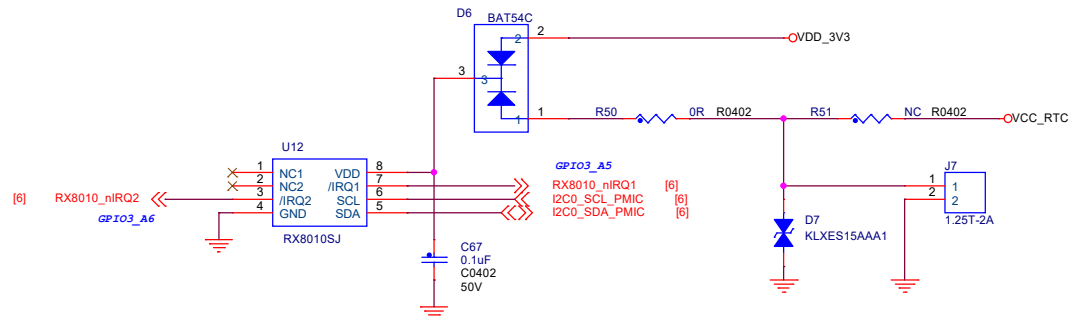 D6
BAT54C
2
2
VDD_3V3
3
3
1
1
R50
0R
R0402
R51
NC
R0402
VCC_RTC
U12
1
NC1
VDD
8
2
NC2
/IRQ1
7
3
/IRQ2
SCL
6
4
GND
SDA
5
RX8010SJ
[6]
RX8010_nIRQ2
GPIO3_A6
GPIO3_A5
RX8010_nIRQ1
[6]
I2C0_SCL_PMIC
[6]
I2C0_SDA_PMIC
[6]
J7
1
1
2
2
1.25T-2A
D7
KLXES15AAA1
C67
0.1uF
C0402
50V